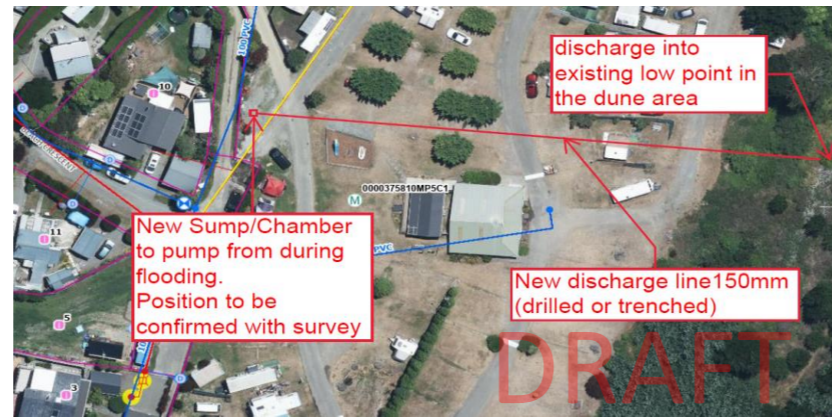 discharge into
existing low point in
the dune area
100 PVC
10
0000375810MP5C1
M
11
New Sump/Chamber
to pump from during
flooding.
Position to be
confirmed with survey
PVC
New discharge line150mm
(drilled or trenched)
5
3
DRAFT